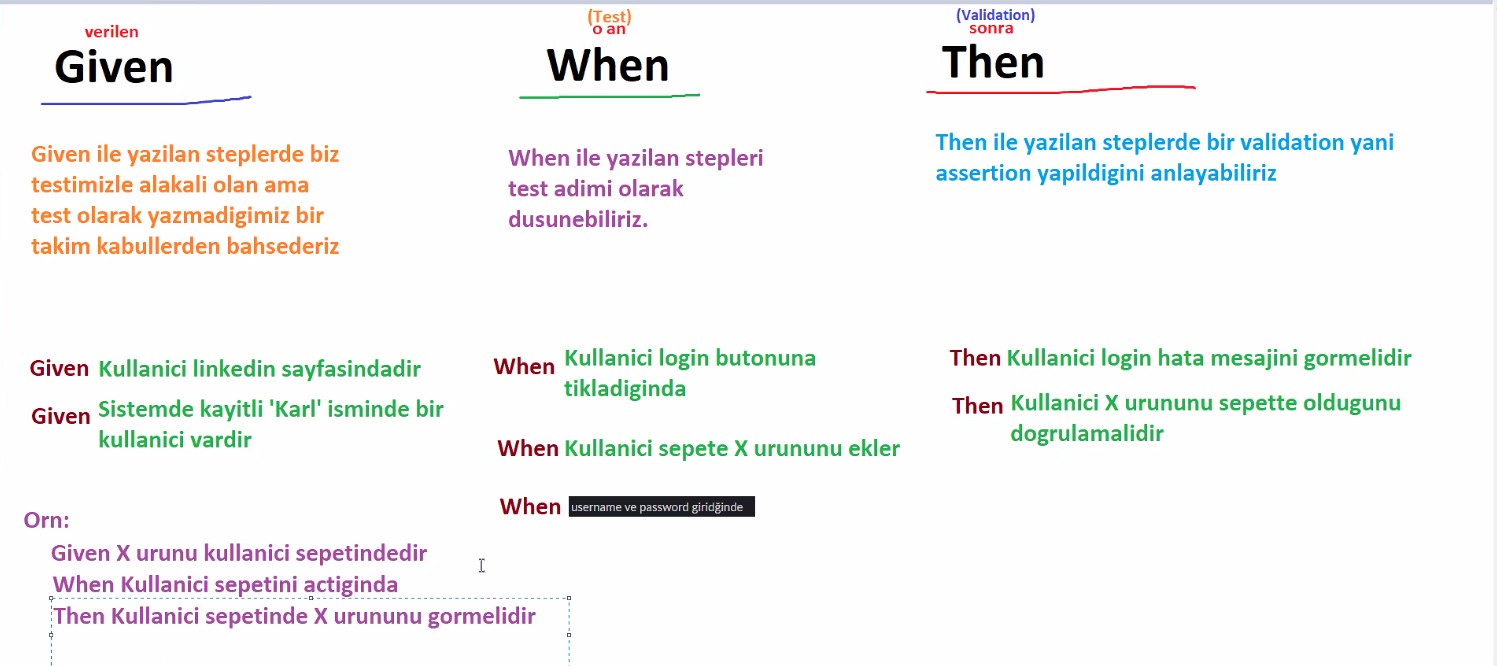 verilen
Given
Given ile yazilan steplerde biz
testimizle alakali olan ama
test olarak yazmadigimiz bir
takim kabullerden bahsederiz
Given Kullanici linkedin sayfasindadir
Given Sistemde kayitli 'Karl' isminde bir
kullanici vardir
Orn:
Given X urunu kullanici sepetindedir
When Kullanici sepetini actiginda
Then Kullanici sepetinde X urununu gormelidir
(Test)
o an
When
When ile yazilan stepleri
test adimi olarak
dusunebiliriz.
When Kullanici login butonuna
tikladiginda
When Kullanici sepete X urununu ekler
When username ve password giridğinde
(Validation)
sonra
Then
Then ile yazilan steplerde bir validation yani
assertion yapildigini anlayabiliriz
Then Kullanici login hata mesajini gormelidir
Then Kullanici X urununu sepette oldugunu
dogrulamalidir